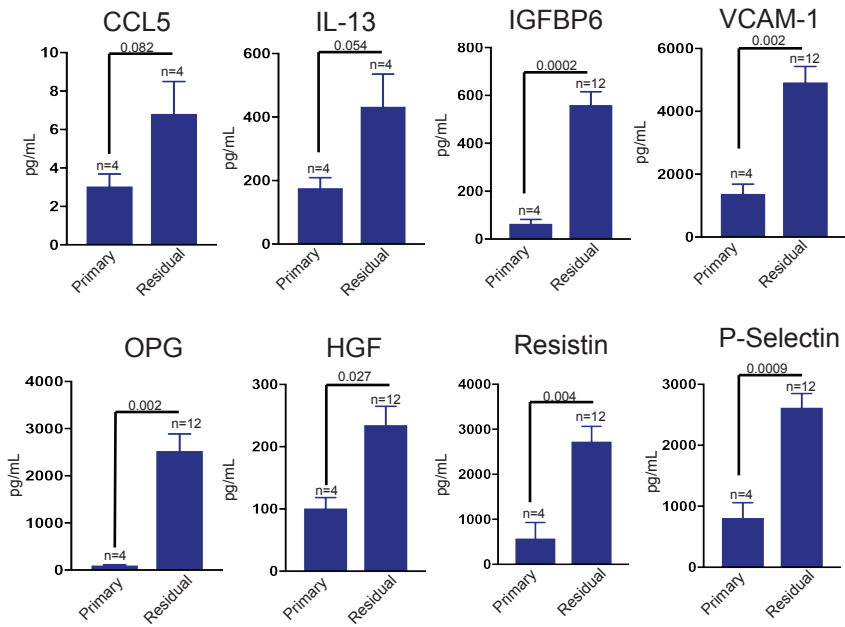 CCL5
0.082
n=4
n=4
pg/mL
10
8
6
4
2
0
Primary
Residual
IL-13
0.054
n=4
n=4
600
400
200
0
Primary
Residual
IGFBP6
0.0002
n=12
n=4
pg/mL
800
600
400
200
0
Primary
Residual
VCAM-1
0.002
n=12
n=4
pg/mL
6000
4000
2000
0
Primary
Residual
OPG
0.002
n=12
n=4
pg/mL
4000
3000
2000
1000
0
Primary
Residual
HGF
0.027
n=12
n=4
pg/mL
300
200
100
0
Primary
Residual
Resistin
0.004
n=12
n=4
pg/mL
4000
3000
2000
1000
0
Primary
Residual
P-Selectin
0.0009
n=12
n=4
pg/mL
3000
2000
1000
0
Primary
Residual